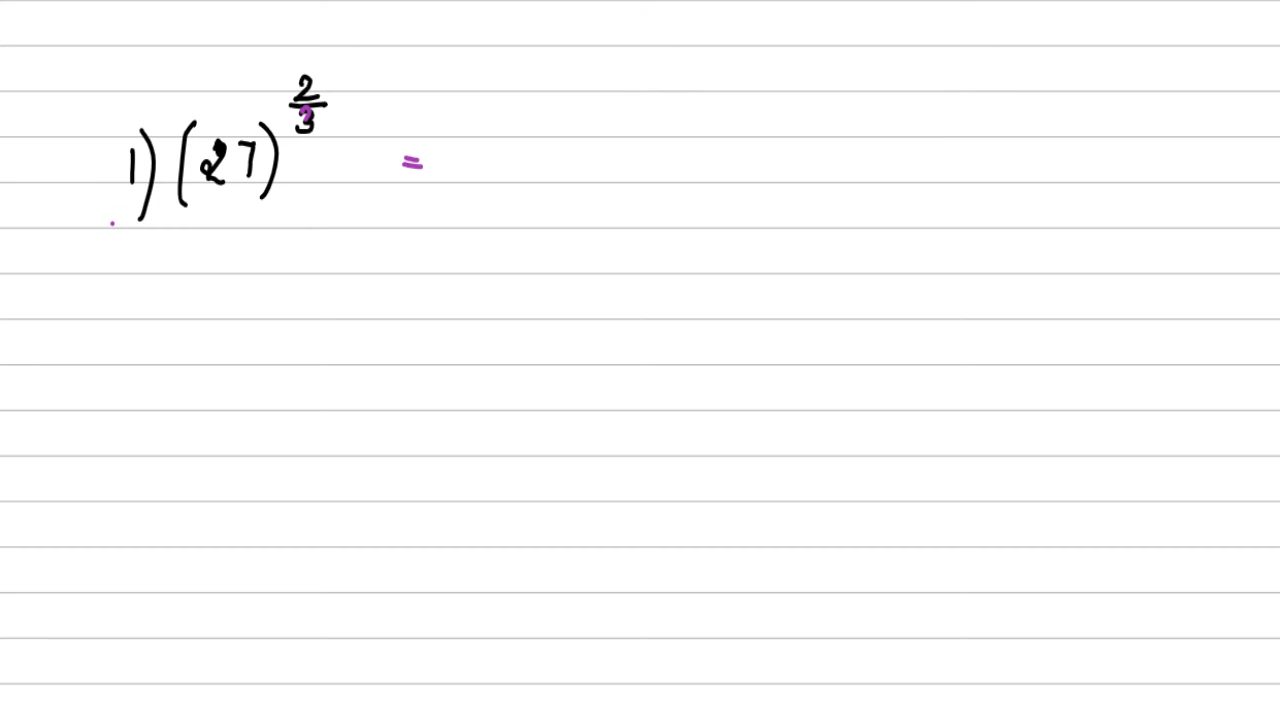 1) (27)^(2/3) =